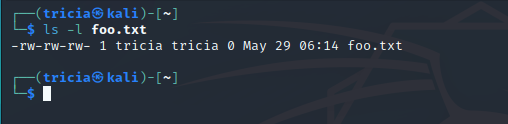 ┌──(tricia㉿kali)-[~]
└─$ ls -l foo.txt
-rw-rw-rw- 1 tricia tricia 0 May 29 06:14 foo.txt
┌──(tricia㉿kali)-[~]
└─$